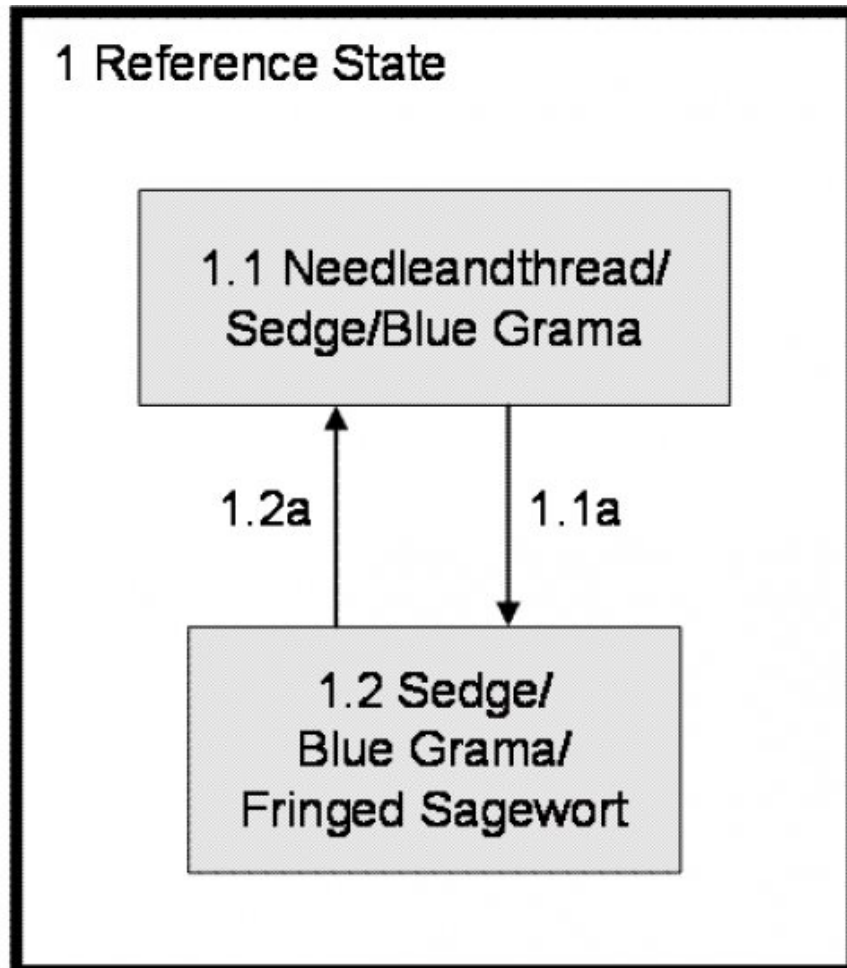 1 Reference State
1.1 Needleandthread/
Sedge/Blue Grama
1.2a
1.1a
1.2 Sedge/
Blue Grama/
Fringed Sagewort